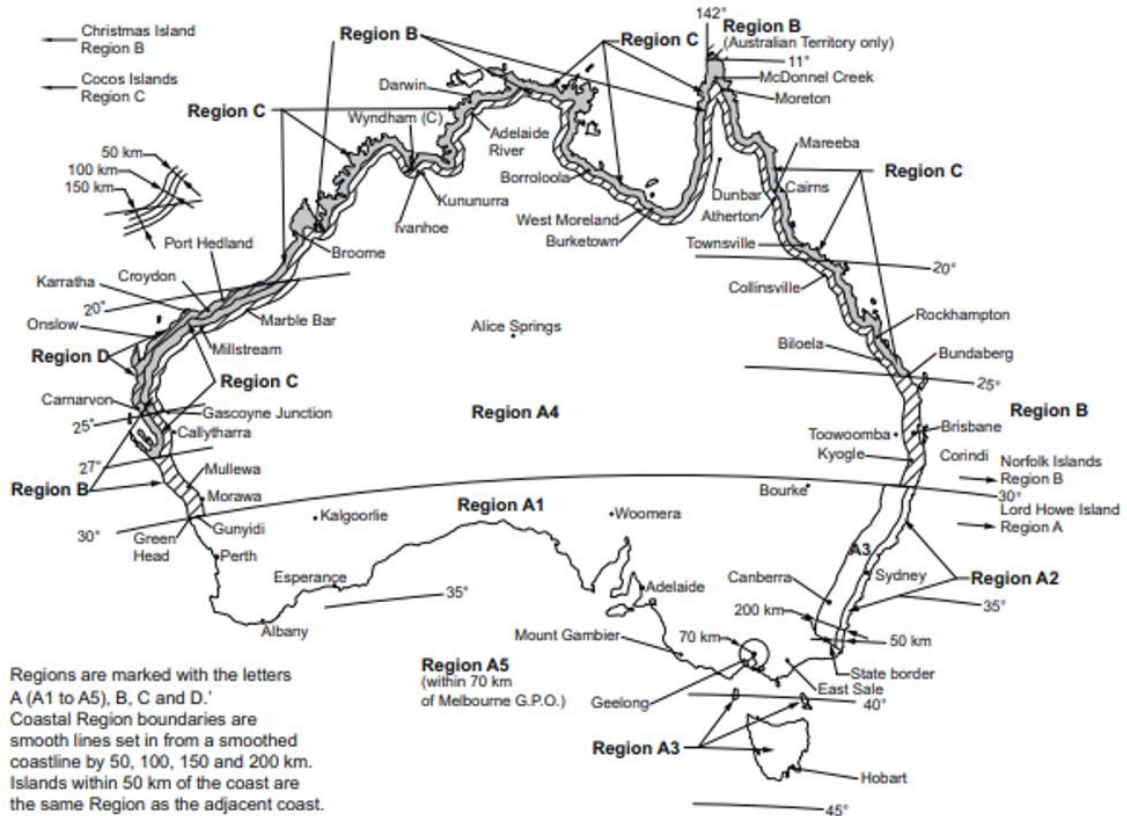 142°
Region B
(Australian Territory only)
11°
McDonnel Creek
Moreton
Christmas Island
Region B
Cocos Islands
Region C
Region B
Region C
Darwin
Region C
Wyndham (C)
Adelaide
River
Mareeba
50 km
100 km
150 km
Borroloola
Region C
Kununurra
Ivanhoe
Dunbar
Cairns
Atherton
West Moreland
Burketown
Port Hedland
Broome
Townsville
Karratha
Croydon
20°
20°
Collinsville
Onslow
Marble Bar
Alice Springs
Rockhampton
Millstream
Region D
Biloela
Bundaberg
Region C
25°
Carnarvon
Gascoyne Junction
25°
Region A4
Region B
Callytharra
Toowoomba
Brisbane
Kyogle
Corindi
27°
Mullewa
Norfolk Islands
Region B
Region B
Morawa
Bourke
30°
Region A1
Lord Howe Island
Region A
Gunyidi
Kalgoorlie
Woomera
30°
Green
Head
A3
Perth
Esperance
Adelaide
Canberra
Sydney
Region A2
35°
35°
200 km
Albany
Mount Gambier
70 km
50 km
State border
Region A5
(within 70 km
of Melbourne G.P.O.)
East Sale
Geelong
40°
Region A3
Hobart
45°
Regions are marked with the letters
A (A1 to A5), B, C and D.'
Coastal Region boundaries are
smooth lines set in from a smoothed
coastline by 50, 100, 150 and 200 km.
Islands within 50 km of the coast are
the same Region as the adjacent coast.